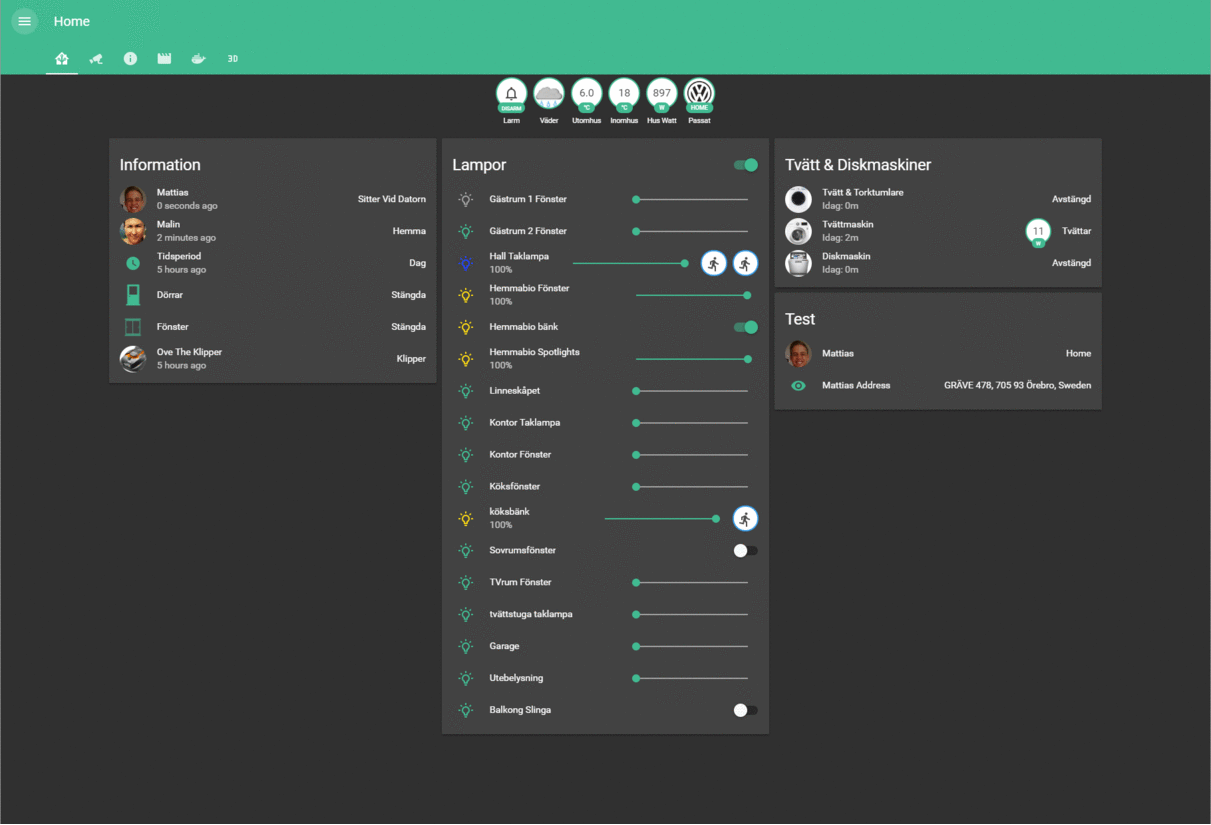 Home
3D
DISARM
Larm
Väder
6.0
°C
Utomhus
18
°C
Inomhus
897
W
Hus Watt
HOME
Passat
Information
Mattias
0 seconds ago
Sitter Vid Datorn
Malin
2 minutes ago
Hemma
Tidsperiod
5 hours ago
Dag
Dörrar
Stängda
Fönster
Stängda
Ove The Klipper
5 hours ago
Klipper
Lampor
Gästrum 1 Fönster
Gästrum 2 Fönster
Hall Taklampa
100%
Hemmabio Fönster
100%
Hemmabio bänk
Hemmabio Spotlights
100%
Linneskåpet
Kontor Taklampa
Kontor Fönster
Köksfönster
köksbänk
100%
Sovrumsfönster
TVrum Fönster
tvättstuga taklampa
Garage
Utebelysning
Balkong Slinga
Tvätt & Diskmaskiner
Tvätt & Torktumlare
Idag: 0m
Avstängd
Tvättmaskin
Idag: 2m
11
W
Tvättar
Diskmaskin
Idag: 0m
Avstängd
Test
Mattias
Home
Mattias Address
GRÄVE 478, 705 93 Örebro, Sweden